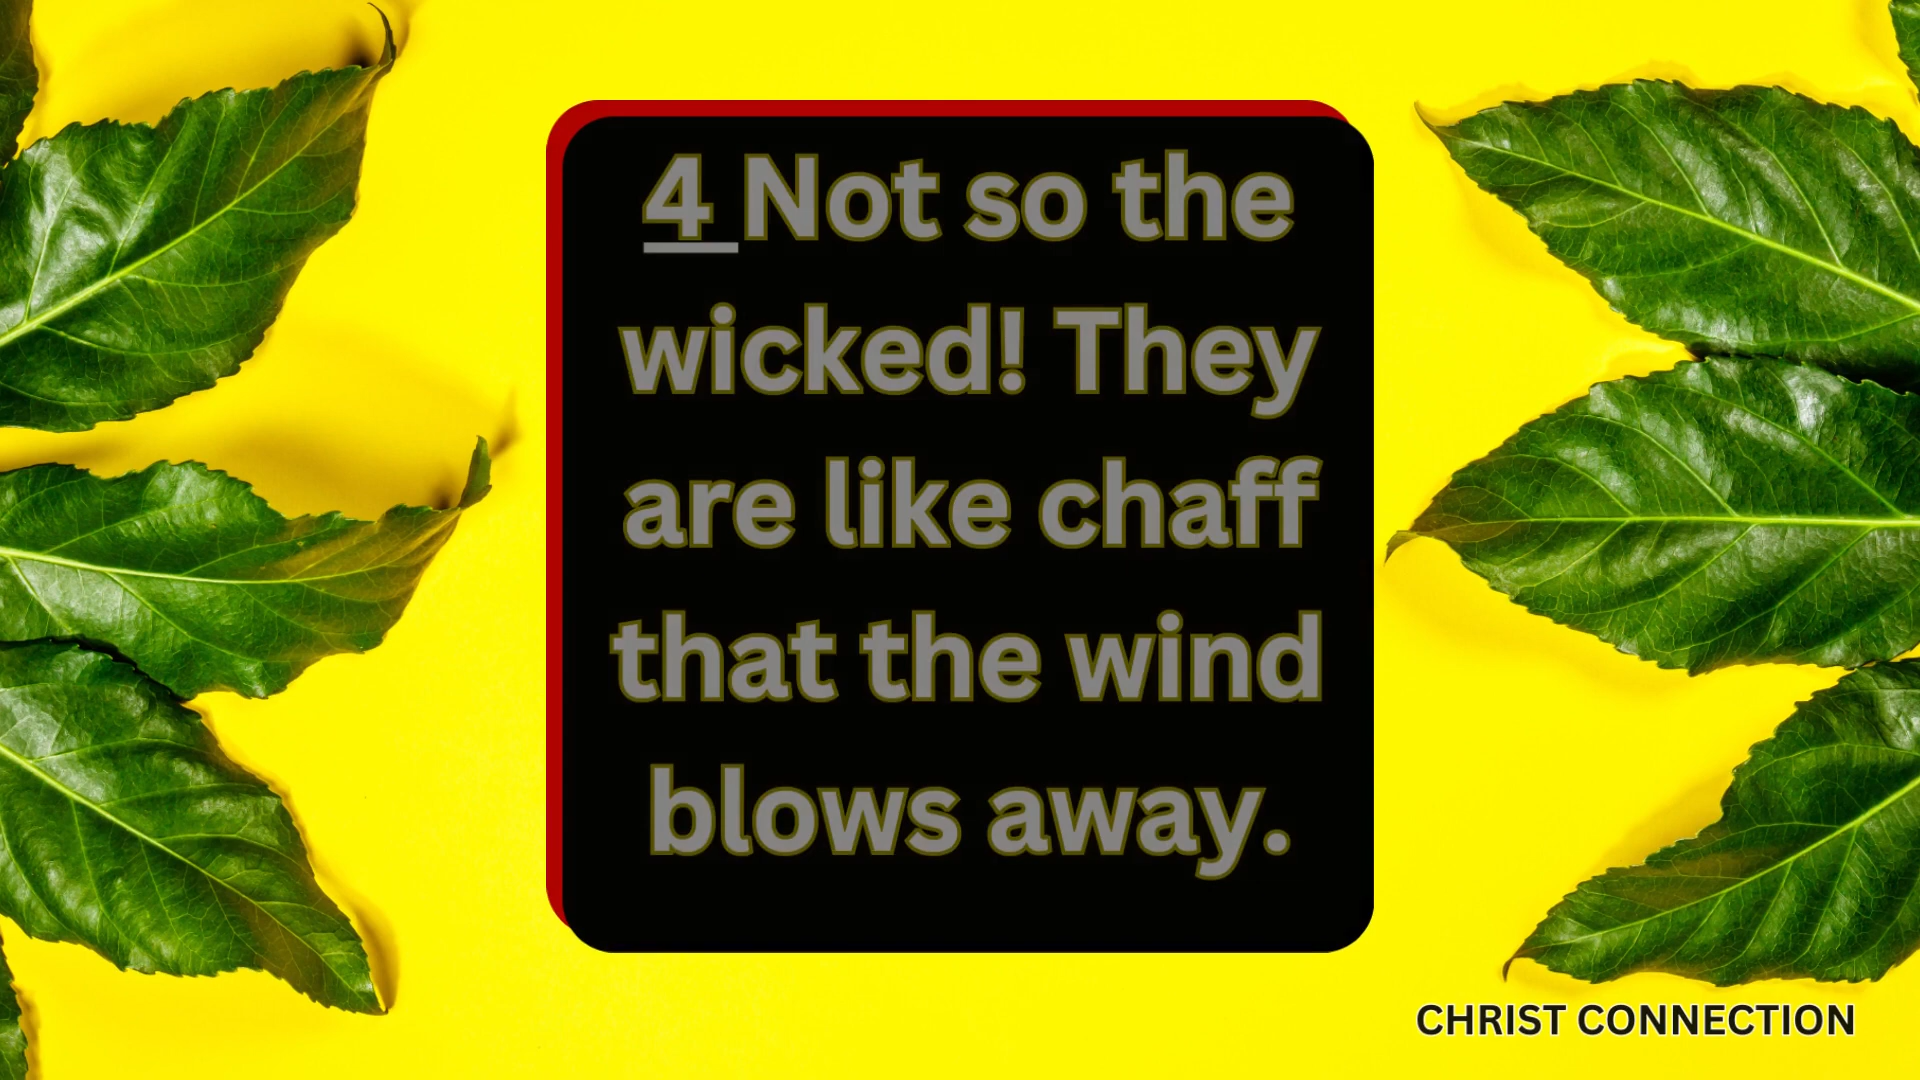 4 Not so the
wicked! They
are like chaff
that the wind
blows away.
CHRIST CONNECTION